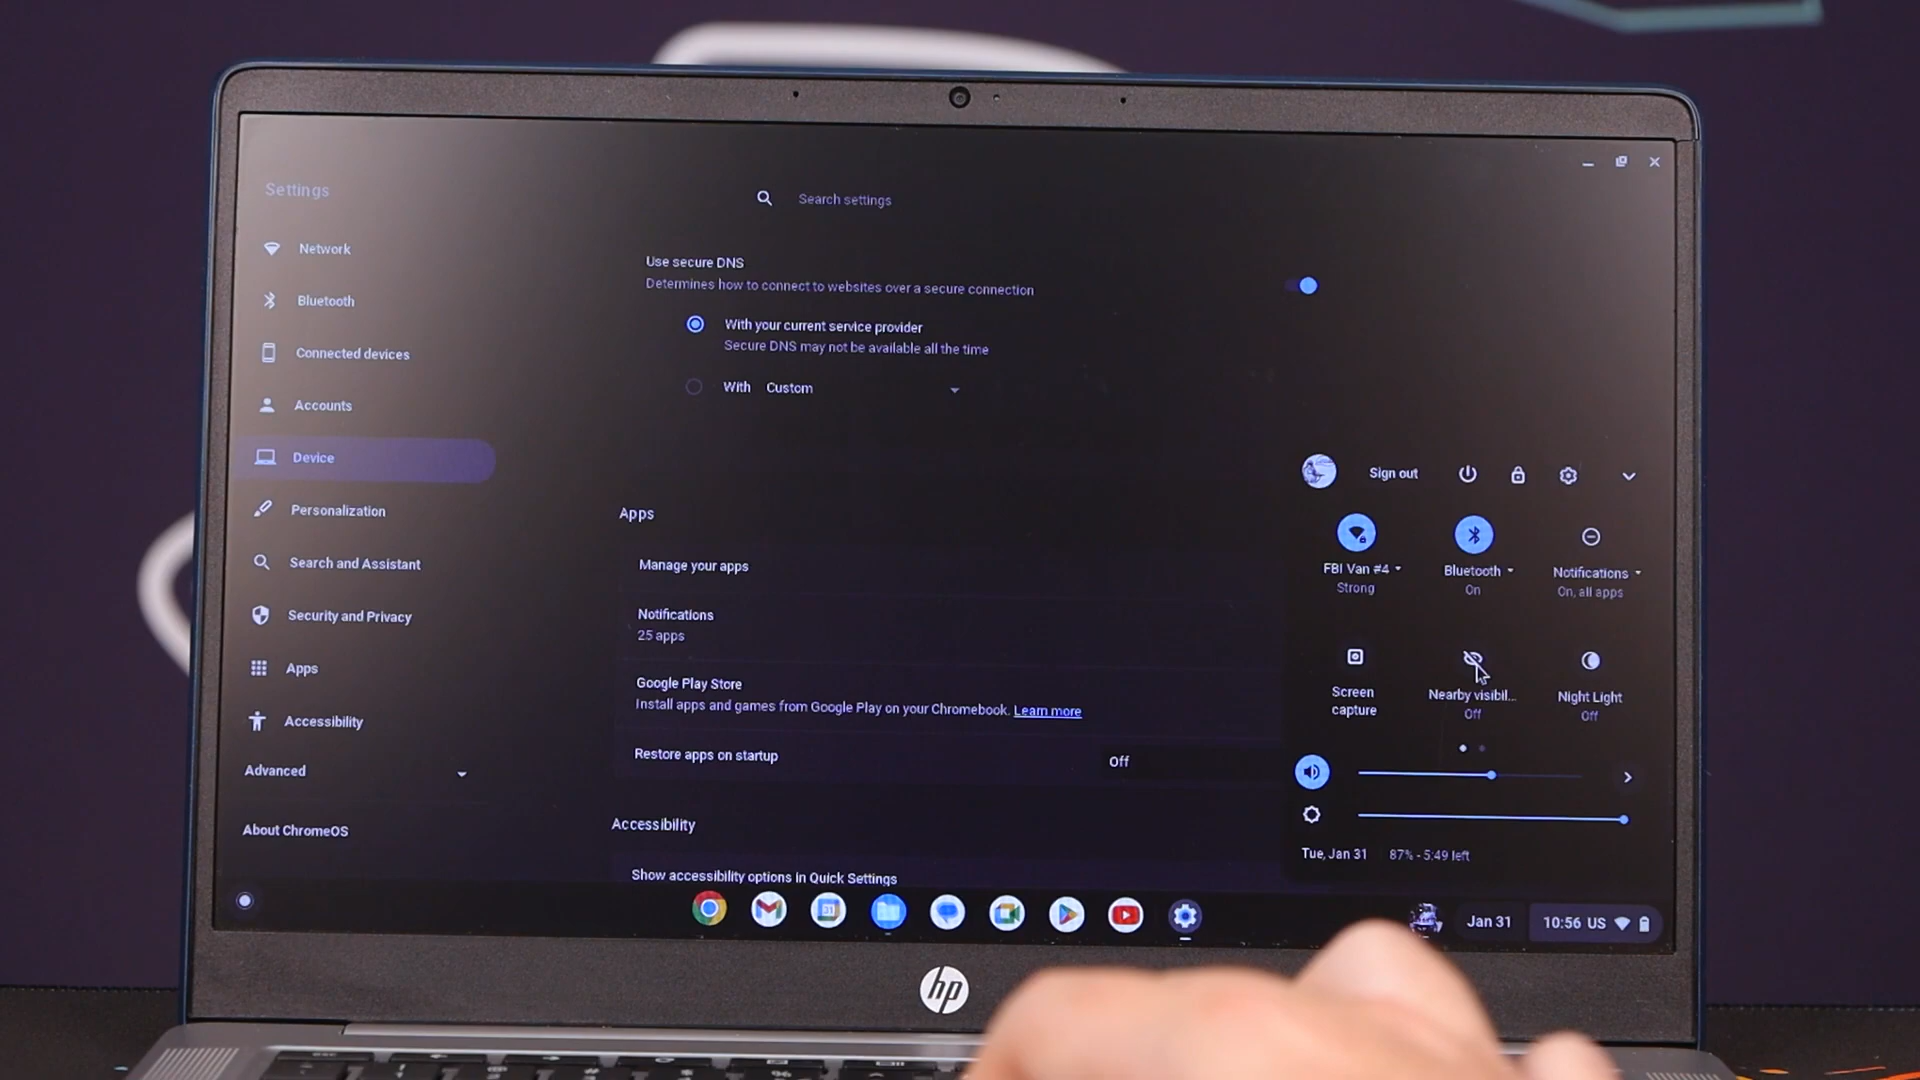 Settings
Search settings
Network
Bluetooth
Connected devices
Accounts
Device
Personalization
Search and Assistant
Security and Privacy
Apps
Accessibility
Advanced
About ChromeOS
Use secure DNS
Determines how to connect to websites over a secure connection
With your current service provider
Secure DNS may not be available all the time
With Custom
Apps
Manage your apps
Notifications
25 apps
Google Play Store
Install apps and games from Google Play on your Chromebook. Learn more
Restore apps on startup
Off
Accessibility
Show accessibility options in Quick Settings
Sign out
FBI Van #4
Strong
Bluetooth
On
Notifications
On, all apps
Screen
capture
Nearby visibil...
Off
Night Light
Off
Tue, Jan 31
87% - 5:49 left
31
Jan 31
10:56 US
hp